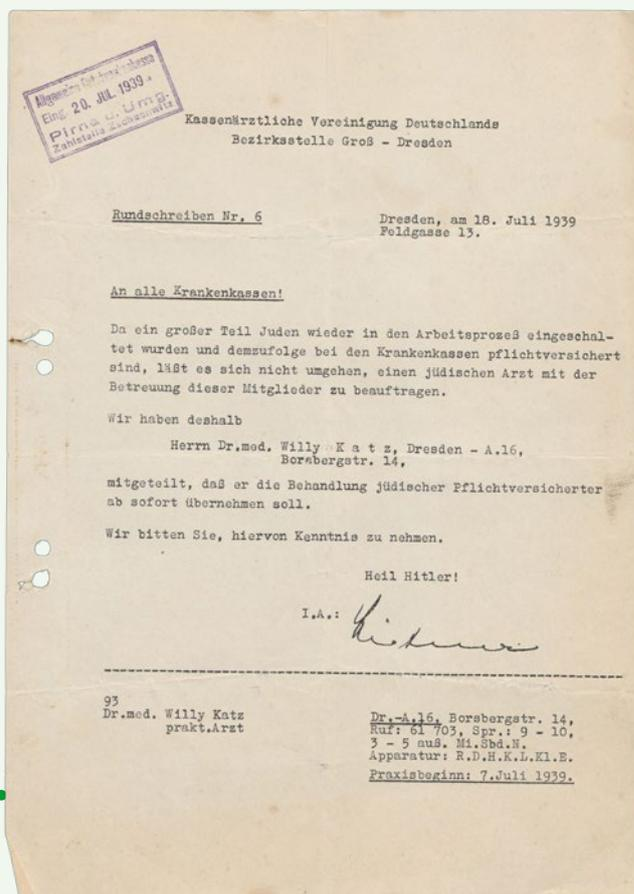 Allgemeine Ortskrankenkasse
Eing. 20. JUL. 1939
Pirna u. Umg.
Zahlstelle Zschachwitz
Kassenärztliche Vereinigung Deutschlands
Bezirksstelle Groß - Dresden
Rundschreiben Nr. 6
Dresden, am 18. Juli 1939
Feldgasse 13.
An alle Krankenkassen!
Da ein großer Teil Juden wieder in den Arbeitsprozeß eingeschal-
tet wurden und demzufolge bei den Krankenkassen pflichtversichert
sind, läßt es sich nicht umgehen, einen jüdischen Arzt mit der
Betreuung dieser Mitglieder zu beauftragen.
Wir haben deshalb
Herrn Dr.med. Willy K a t z, Dresden - A.16,
Borsbergstr. 14,
mitgeteilt, daß er die Behandlung jüdischer Pflichtversicherter
ab sofort übernehmen soll.
Wir bitten Sie, hiervon Kenntnis zu nehmen.
Heil Hitler!
I.A.:
93
Dr.med. Willy Katz
prakt.Arzt
Dr.-A.16, Borsbergstr. 14,
Ruf: 61 703, Spr.: 9 - 10,
3 - 5 auß. Mi.Sbd.N.
Apparatur: R.D.H.K.L.Kl.E.
Praxisbeginn: 7.Juli 1939.